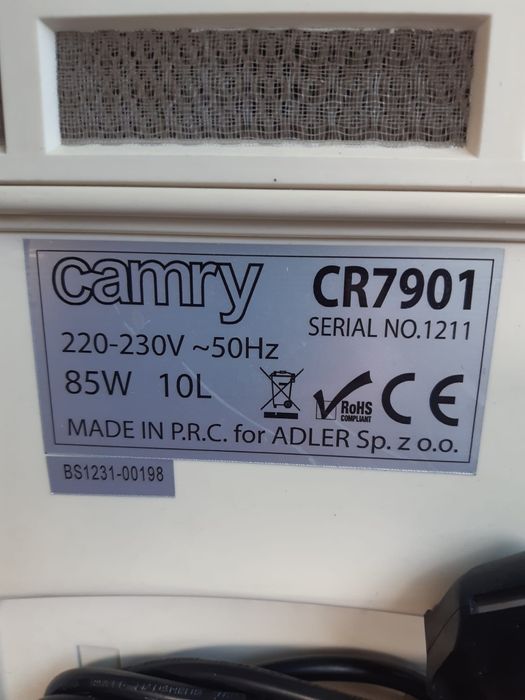 camry
CR7901
SERIAL NO.1211
220-230V ~50Hz
85W 10L
RoHS
COMPLIANT
CE
MADE IN P.R.C. for ADLER Sp. z o.o.
BS1231-00198